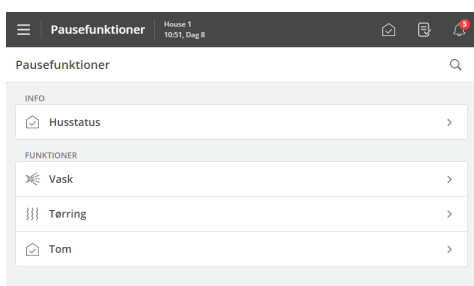 Pausefunktioner
House 1
10:51, Dag 8
5
Pausefunktioner
INFO
Husstatus
FUNKTIONER
Vask
Tørring
Tom